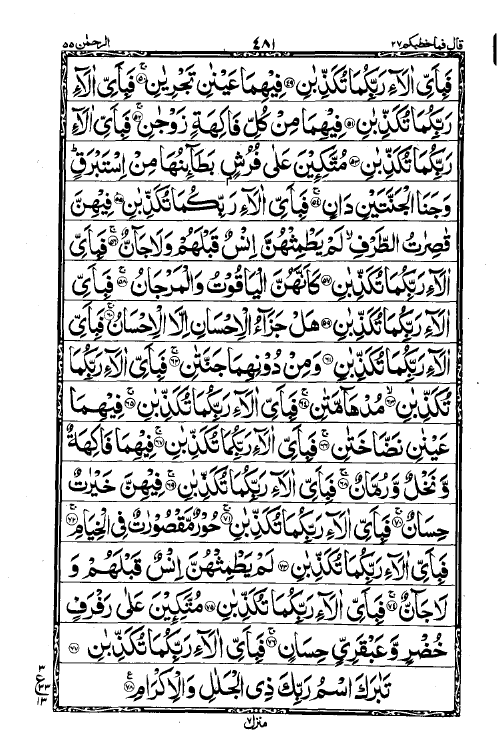 قال فما خطبكم ٢٧ ٤٨١ الرحمٰن ٥٥
فَبِاَىِّ اٰلَآءِ رَبِّكُمَا تُكَذِّبٰنِ ﴿٤٩﴾ فِيْهِمَا عَيْنٰنِ تَجْرِيٰنِ ﴿٥٠﴾ فَبِاَىِّ اٰلَآءِ
رَبِّكُمَا تُكَذِّبٰنِ ﴿٥١﴾ فِيْهِمَا مِنْ كُلِّ فَاكِهَةٍ زَوْجٰنِ ﴿٥٢﴾ فَبِاَىِّ اٰلَآءِ
رَبِّكُمَا تُكَذِّبٰنِ ﴿٥٣﴾ مُتَّكِـِٕيْنَ عَلٰى فُرُشٍۭ بَطَآئِنُهَا مِنْ اِسْتَبْرَقٍ ؕ
وَجَنَا الْجَنَّتَيْنِ دَانٍ ﴿٥٤﴾ فَبِاَىِّ اٰلَآءِ رَبِّكُمَا تُكَذِّبٰنِ ﴿٥٥﴾ فِيْهِنَّ
قٰصِرٰتُ الطَّرْفِ ۙ لَمْ يَطْمِثْهُنَّ اِنْسٌ قَبْلَهُمْ وَلَا جَآنٌّ ﴿٥٦﴾ فَبِاَىِّ
اٰلَآءِ رَبِّكُمَا تُكَذِّبٰنِ ﴿٥٧﴾ كَاَنَّهُنَّ الْيَاقُوْتُ وَالْمَرْجَانُ ﴿٥٨﴾ فَبِاَىِّ
اٰلَآءِ رَبِّكُمَا تُكَذِّبٰنِ ﴿٥٩﴾ هَلْ جَزَآءُ الْاِحْسَانِ اِلَّا الْاِحْسَانُ ﴿٦٠﴾ فَبِاَىِّ
اٰلَآءِ رَبِّكُمَا تُكَذِّبٰنِ ﴿٦١﴾ وَمِنْ دُوْنِهِمَا جَنَّتٰنِ ﴿٦٢﴾ فَبِاَىِّ اٰلَآءِ رَبِّكُمَا
تُكَذِّبٰنِ ﴿٦٣﴾ مُدْهَآمَّتٰنِ ﴿٦٤﴾ فَبِاَىِّ اٰلَآءِ رَبِّكُمَا تُكَذِّبٰنِ ﴿٦٥﴾ فِيْهِمَا
عَيْنٰنِ نَضَّاخَتٰنِ ﴿٦٦﴾ فَبِاَىِّ اٰلَآءِ رَبِّكُمَا تُكَذِّبٰنِ ﴿٦٧﴾ فِيْهِمَا فَاكِهَةٌ
وَّنَخْلٌ وَّرُمَّانٌ ﴿٦٨﴾ فَبِاَىِّ اٰلَآءِ رَبِّكُمَا تُكَذِّبٰنِ ﴿٦٩﴾ فِيْهِنَّ خَيْرٰتٌ
حِسَانٌ ﴿٧٠﴾ فَبِاَىِّ اٰلَآءِ رَبِّكُمَا تُكَذِّبٰنِ ﴿٧١﴾ حُوْرٌ مَّقْصُوْرٰتٌ فِى الْخِيَامِ ﴿٧٢﴾
فَبِاَىِّ اٰلَآءِ رَبِّكُمَا تُكَذِّبٰنِ ﴿٧٣﴾ لَمْ يَطْمِثْهُنَّ اِنْسٌ قَبْلَهُمْ وَ
لَا جَآنٌّ ﴿٧٤﴾ فَبِاَىِّ اٰلَآءِ رَبِّكُمَا تُكَذِّبٰنِ ﴿٧٥﴾ مُتَّكِـِٕيْنَ عَلٰى رَفْرَفٍ
خُضْرٍ وَّعَبْقَرِىٍّ حِسَانٍ ﴿٧٦﴾ فَبِاَىِّ اٰلَآءِ رَبِّكُمَا تُكَذِّبٰنِ ﴿٧٧﴾
تَبٰرَكَ اسْمُ رَبِّكَ ذِى الْجَلٰلِ وَالْاِكْرَامِ ﴿٧٨﴾
٣
ع ٣٣
١٣
منزل ٧